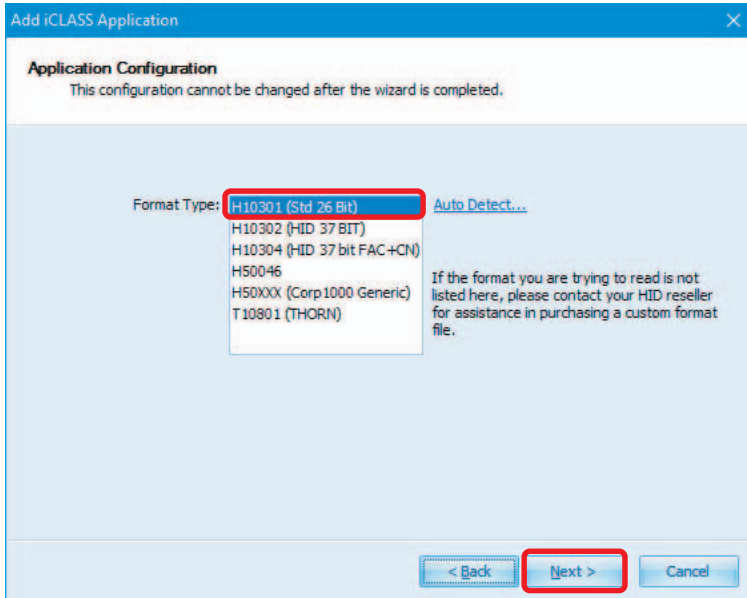 Add iCLASS Application
Application Configuration
This configuration cannot be changed after the wizard is completed.
Format Type:
H10301 (Std 26 Bit)
Auto Detect...
H10302 (HID 37 BIT)
H10304 (HID 37 bit FAC+CN)
H50046
H50XXX (Corp1000 Generic)
T10801 (THORN)
If the format you are trying to read is not
listed here, please contact your HID reseller
for assistance in purchasing a custom format
file.
< Back
Next >
Cancel